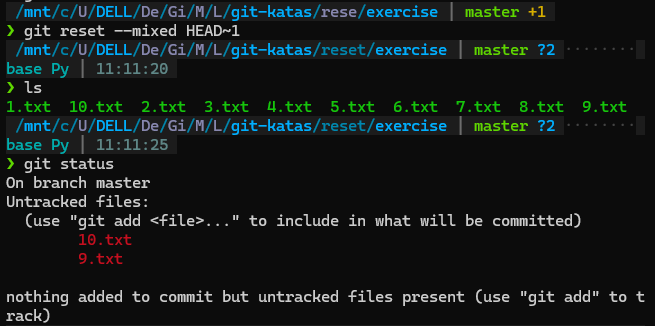 /mnt/c/U/DELL/De/Gi/M/L/git-katas/rese/exercise | master +1
❯ git reset --mixed HEAD~1
/mnt/c/U/DELL/De/Gi/M/L/git-katas/reset/exercise | master ?2 ········
base Py | 11:11:20
❯ ls
1.txt 10.txt 2.txt 3.txt 4.txt 5.txt 6.txt 7.txt 8.txt 9.txt
/mnt/c/U/DELL/De/Gi/M/L/git-katas/reset/exercise | master ?2 ········
base Py | 11:11:25
❯ git status
On branch master
Untracked files:
(use "git add <file>..." to include in what will be committed)
10.txt
9.txt
nothing added to commit but untracked files present (use "git add" to t
rack)